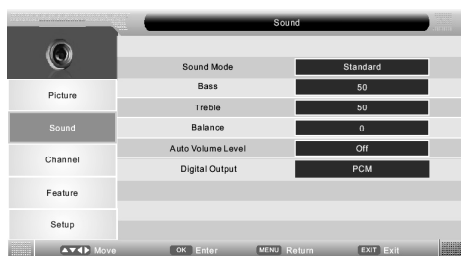 Sound
Sound Mode Standard
Bass 50
Treble 50
Balance 0
Auto Volume Level Off
Digital Output PCM
Picture
Sound
Channel
Feature
Setup
Move OK Enter MENU Return EXIT Exit